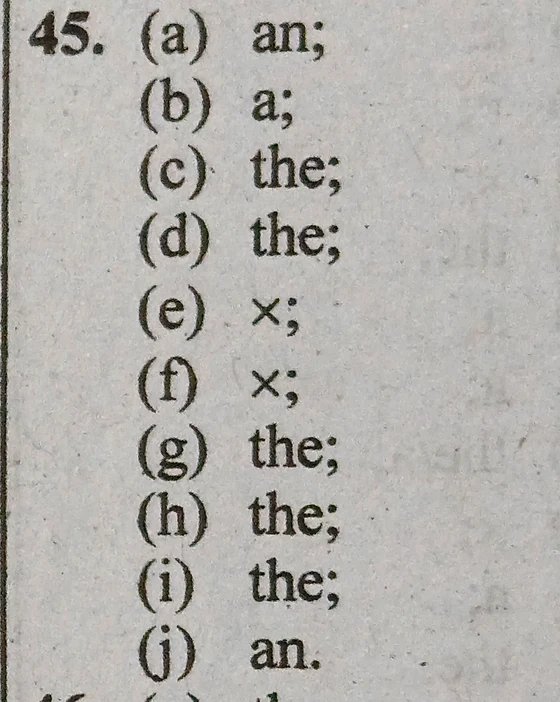 45. (a) an;
(b) a;
(c) the;
(d) the;
(e) ×;
(f) ×;
(g) the;
(h) the;
(i) the;
(j) an.